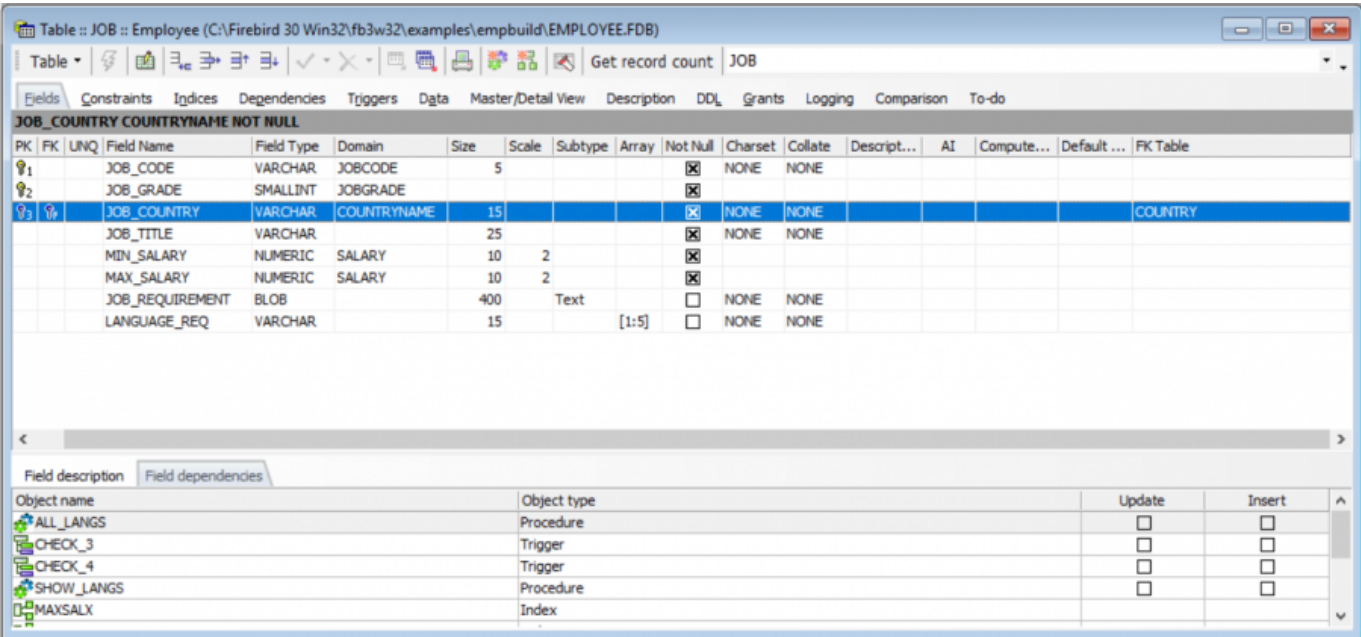 Table :: JOB :: Employee (C:\Firebird 30 Win32\fb3w32\examples\empbuild\EMPLOYEE.FDB)
Table Get record count JOB
Fields Constraints Indices Dependencies Triggers Data Master/Detail View Description DDL Grants Logging Comparison To-do
JOB_COUNTRY COUNTRYNAME NOT NULL
PK FK UNQ Field Name Field Type Domain Size Scale Subtype Array Not Null Charset Collate Descript... AI Compute... Default ... FK Table
1 JOB_CODE VARCHAR JOBCODE 5 NONE NONE
2 JOB_GRADE SMALLINT JOBGRADE
3 JOB_COUNTRY VARCHAR COUNTRYNAME 15 NONE NONE COUNTRY
JOB_TITLE VARCHAR 25 NONE NONE
MIN_SALARY NUMERIC SALARY 10 2
MAX_SALARY NUMERIC SALARY 10 2
JOB_REQUIREMENT BLOB 400 Text NONE NONE
LANGUAGE_REQ VARCHAR 15 [1:5] NONE NONE
Field description Field dependencies
Object name Object type Update Insert
ALL_LANGS Procedure
CHECK_3 Trigger
CHECK_4 Trigger
SHOW_LANGS Procedure
MAXSALX Index